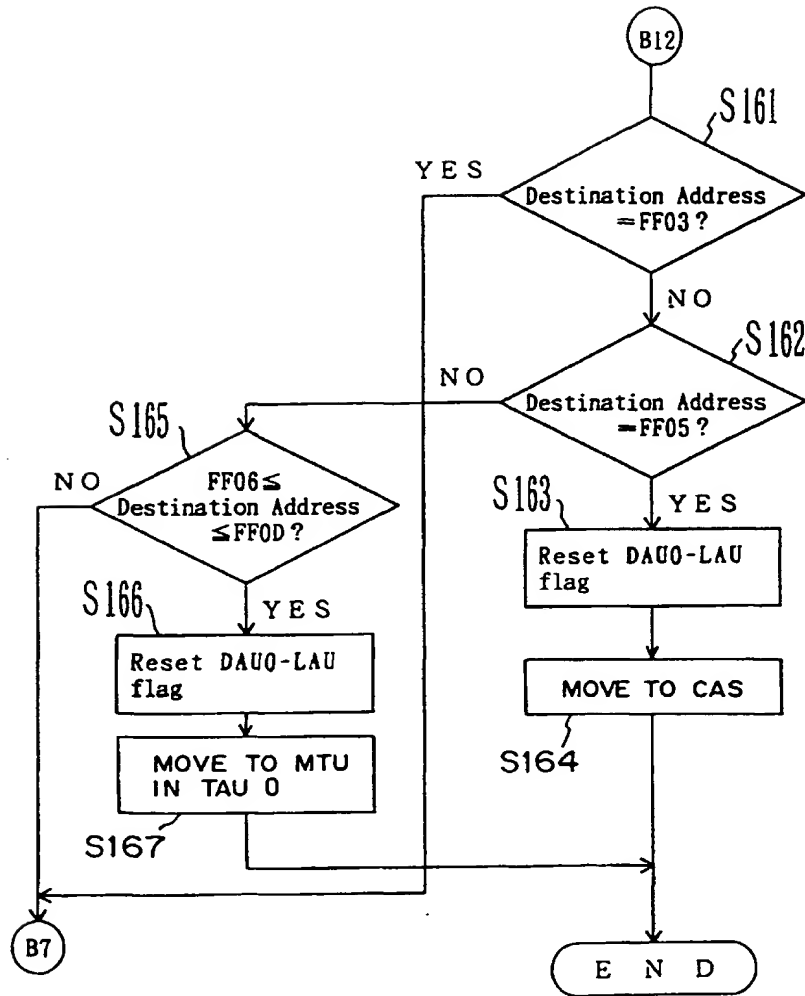 B12
S161
YES
Destination Address
=FF03?
NO
S162
NO
Destination Address
=FF05?
S165
NO
FF06≦
Destination Address
≦FF0D?
YES
S163
Reset DAU0-LAU
flag
YES
S166
Reset DAU0-LAU
flag
MOVE TO CAS
S164
MOVE TO MTU
IN TAU 0
S167
B7
END